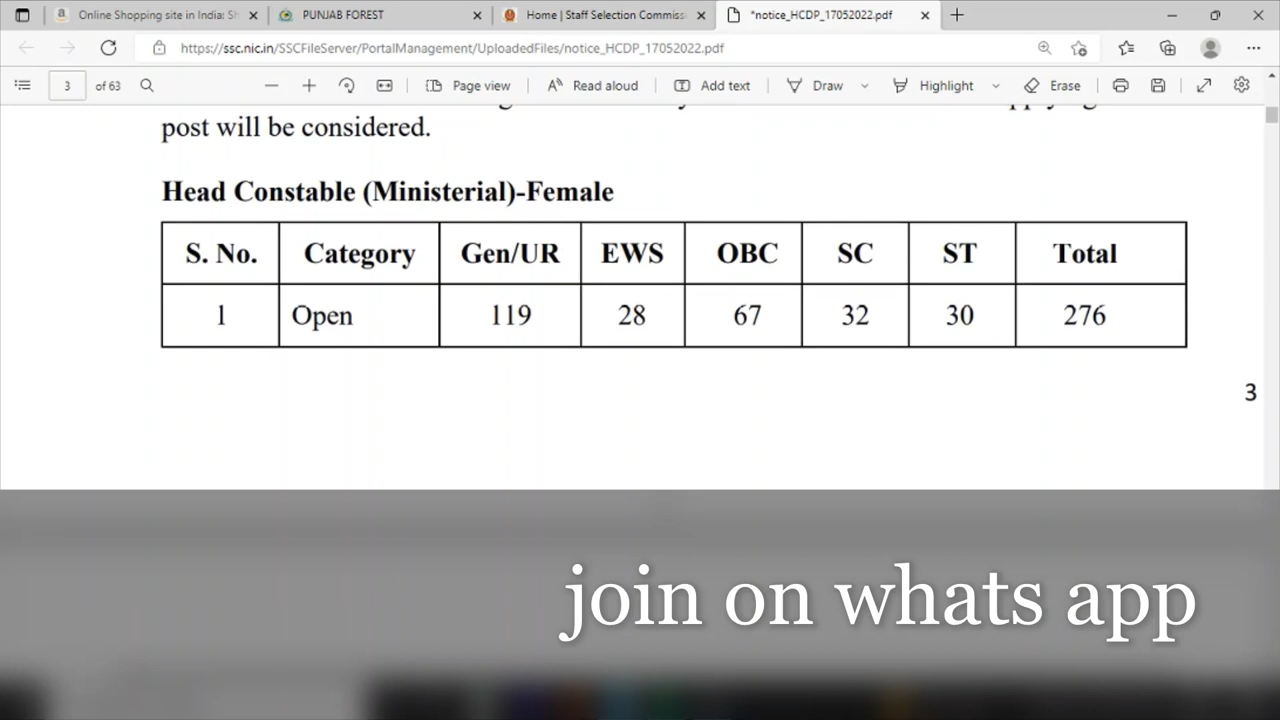 Online Shopping site in India: Sh
PUNJAB FOREST
Home | Staff Selection Commiss
*notice_HCDP_17052022.pdf
https://ssc.nic.in/SSCFileServer/PortalManagement/UploadedFiles/notice_HCDP_17052022.pdf
3 of 63
Page view
Read aloud
Add text
Draw
Highlight
Erase
post will be considered.
Head Constable (Ministerial)-Female
S. No. Category Gen/UR EWS OBC SC ST Total
1 Open 119 28 67 32 30 276
3
join on whats app